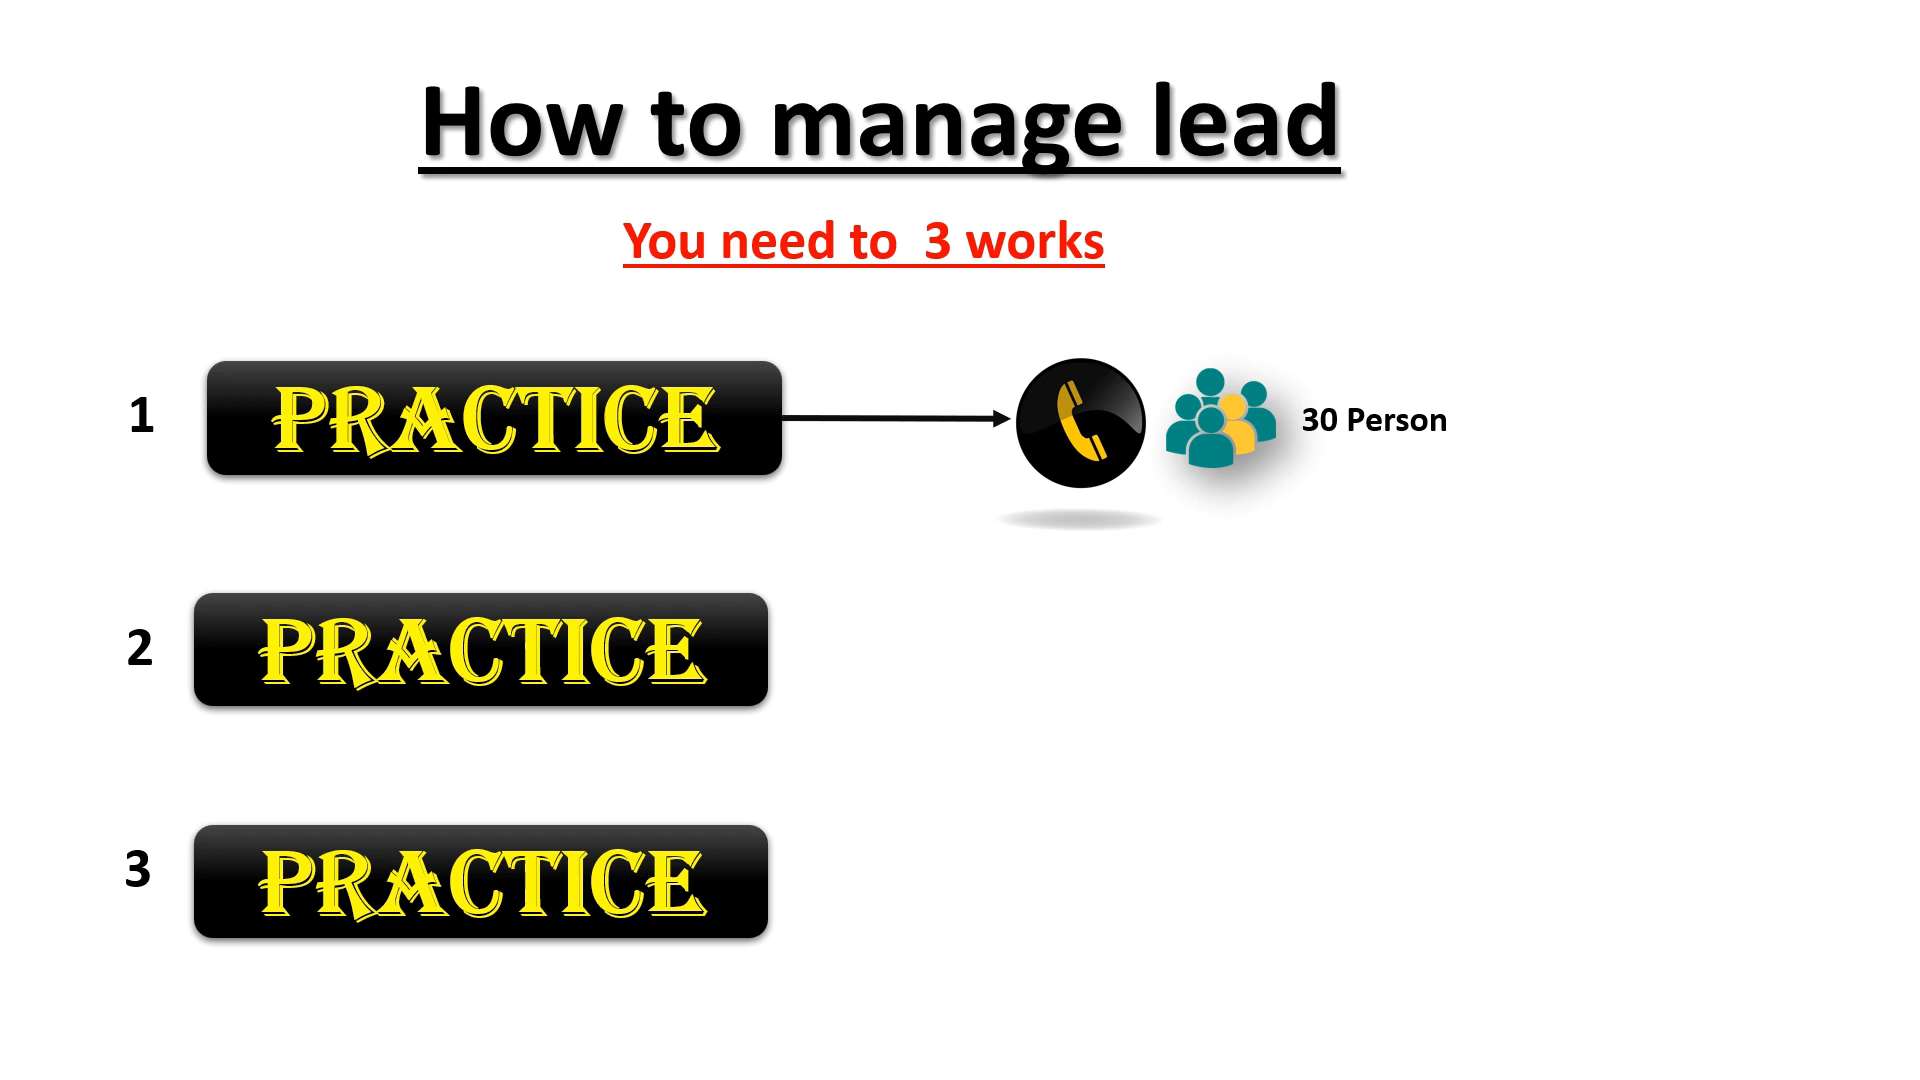 How to manage lead
You need to  3 works
1 PRACTICE 30 Person
2 PRACTICE
3 PRACTICE